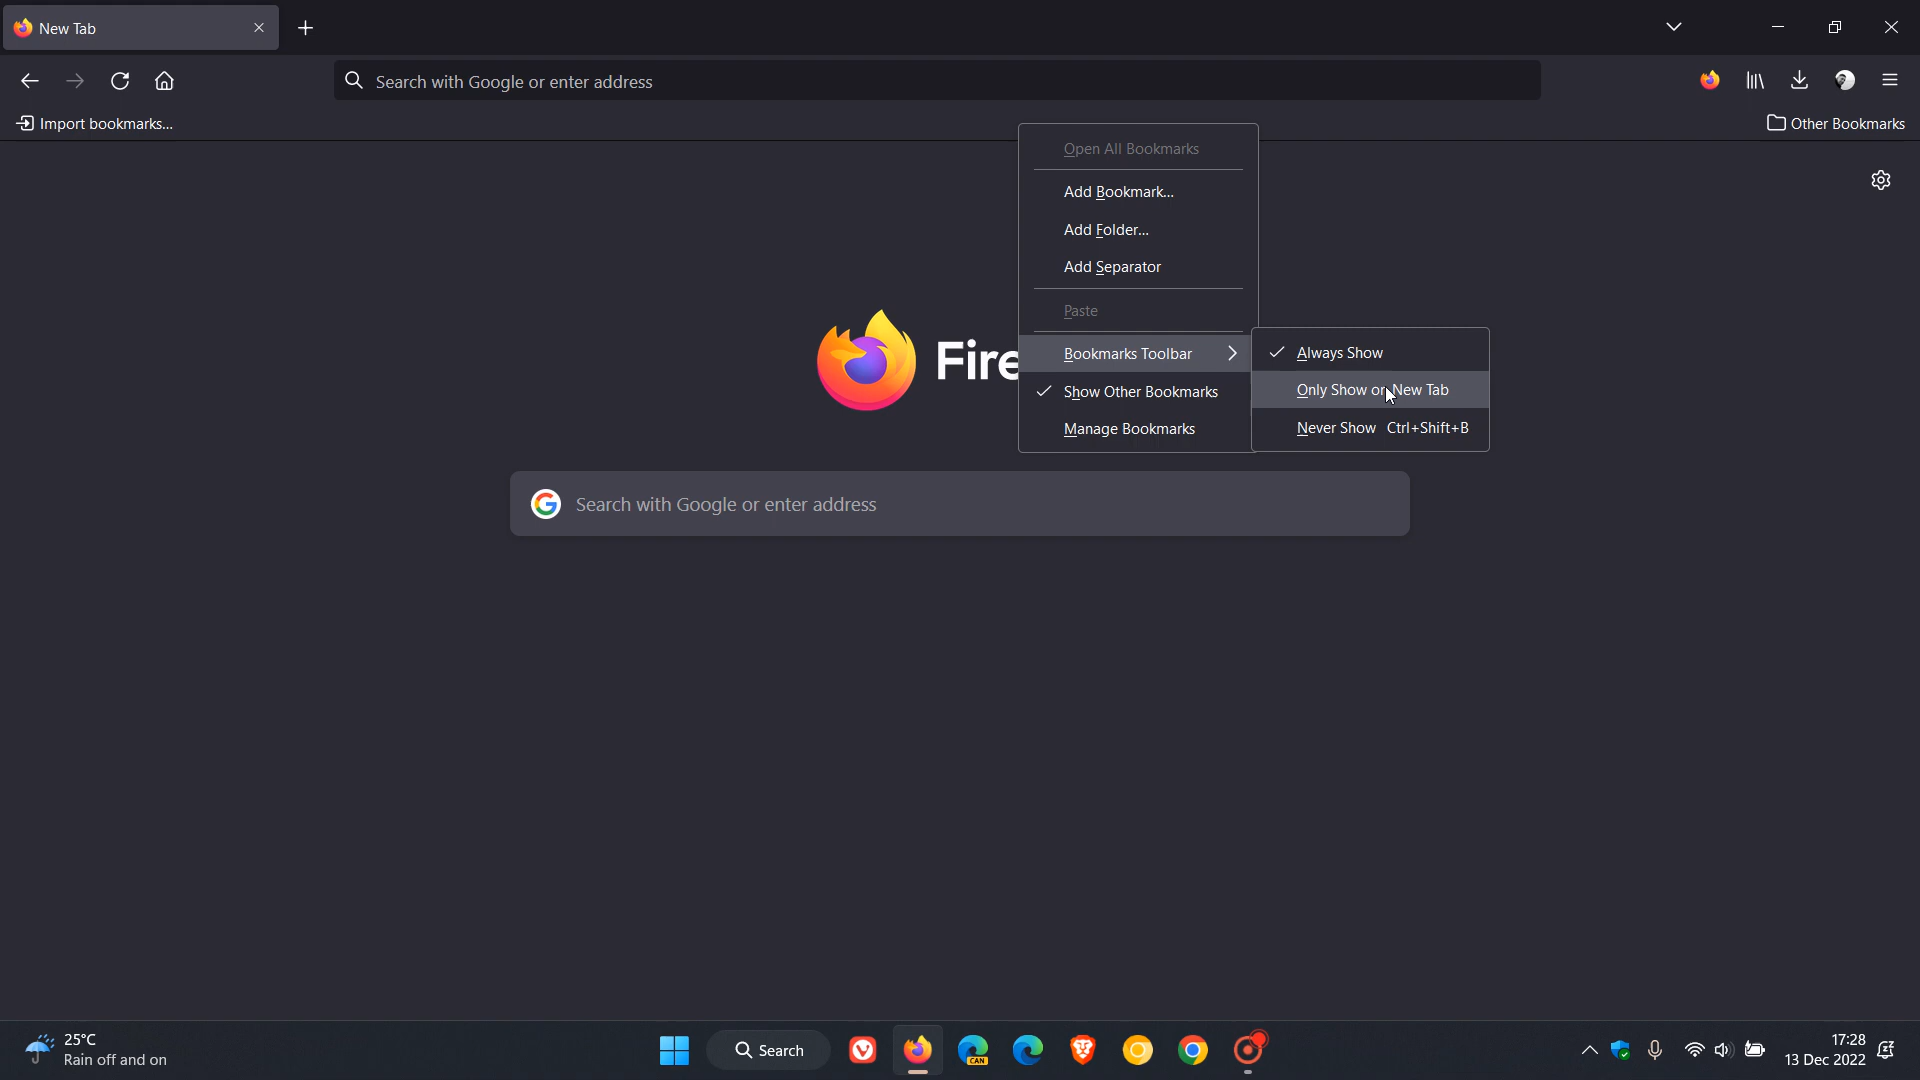 New Tab
Search with Google or enter address
Import bookmarks...
Other Bookmarks
Open All Bookmarks
Add Bookmark...
Add Folder...
Add Separator
Paste
Bookmarks Toolbar
Show Other Bookmarks
Manage Bookmarks
Always Show
Only Show on New Tab
Never Show Ctrl+Shift+B
Fire
Search with Google or enter address
25°C
Rain off and on
Search
CAN
17:28
13 Dec 2022